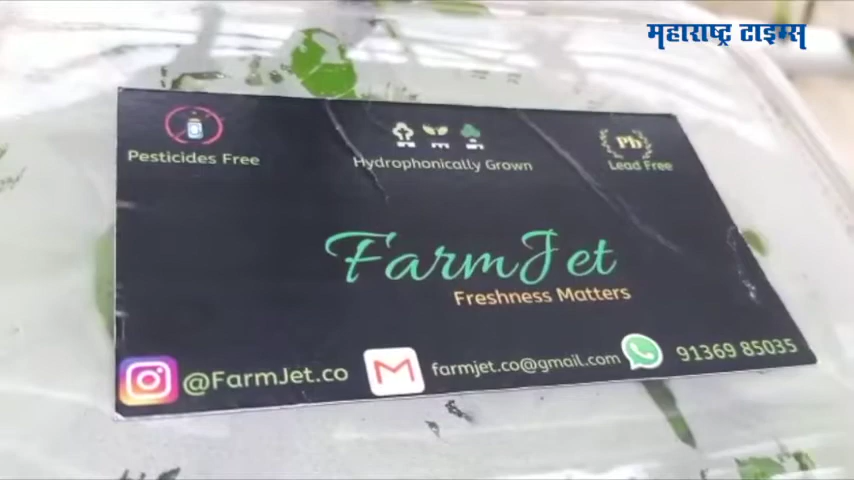 महाराष्ट्र टाइम्स
Pesticides Free
Hydrophonically Grown
Pb
Lead Free
FarmJet
Freshness Matters
@FarmJet.co
farmjet.co@gmail.com
91369 85035